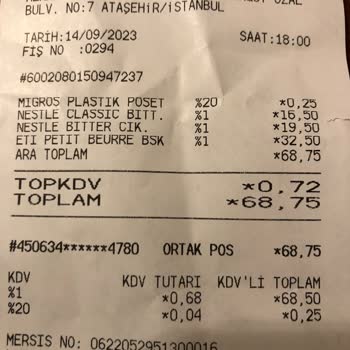 BULV. NO:7 ATAŞEHİR/İSTANBUL
TARİH:14/09/2023 SAAT:18:00
FİŞ NO :0294
#6002080150947237
MIGROS PLASTIK POSET %20 *0,25
NESTLE CLASSIC BITT. %1 *16,50
NESTLE BITTER CIK. %1 *19,50
ETI PETIT BEURRE BSK %1 *32,50
ARA TOPLAM *68,75
TOPKDV *0,72
TOPLAM *68,75
#450634******4780 ORTAK POS *68,75
KDV KDV TUTARI KDV'Lİ TOPLAM
%1 *0,68 *68,50
%20 *0,04 *0,25
MERSIS NO: 0622052951300016